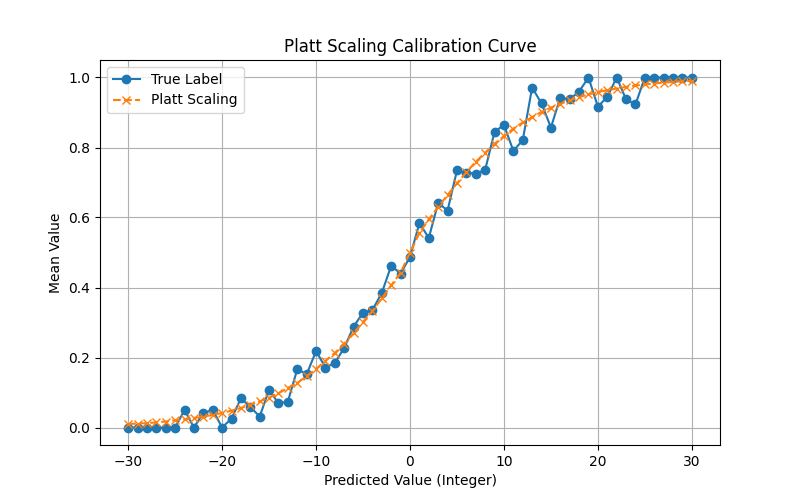 Platt Scaling Calibration Curve
True Label
Platt Scaling
Mean Value
1.0
0.8
0.6
0.4
0.2
0.0
−30 −20 −10 0 10 20 30
Predicted Value (Integer)